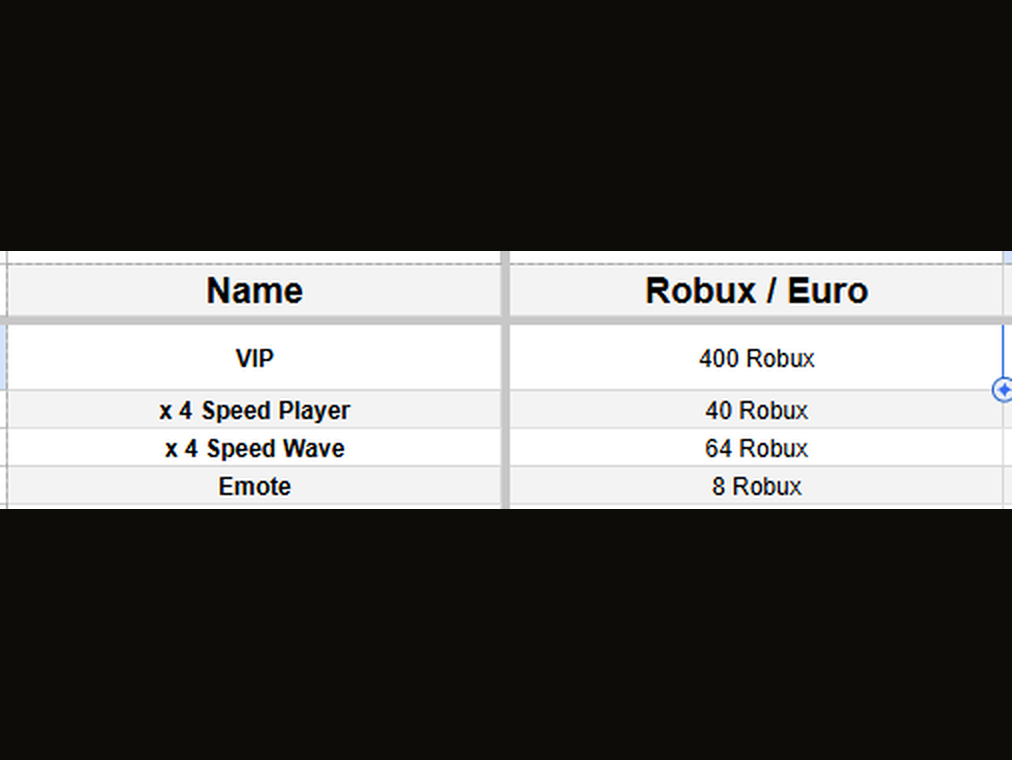 Name Robux / Euro
VIP 400 Robux
x 4 Speed Player 40 Robux
x 4 Speed Wave 64 Robux
Emote 8 Robux